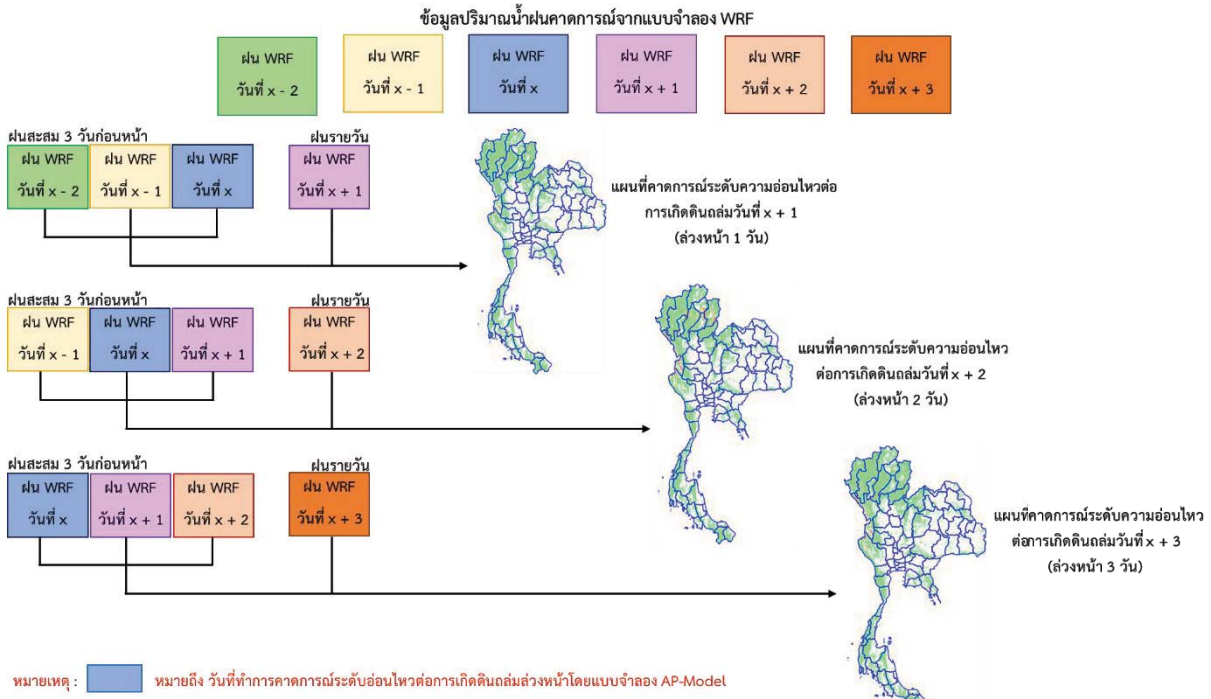 ข้อมูลปริมาณน้ำฝนคาดการณ์จากแบบจำลอง WRF
ฝน WRF
วันที่ x - 2
ฝน WRF
วันที่ x - 1
ฝน WRF
วันที่ x
ฝน WRF
วันที่ x + 1
ฝน WRF
วันที่ x + 2
ฝน WRF
วันที่ x + 3
ฝนสะสม 3 วันก่อนหน้า
ฝน WRF
วันที่ x - 2
ฝน WRF
วันที่ x - 1
ฝน WRF
วันที่ x
ฝนรายวัน
ฝน WRF
วันที่ x + 1
แผนที่คาดการณ์ระดับความอ่อนไหวต่อ
การเกิดดินถล่มวันที่ x + 1
(ล่วงหน้า 1 วัน)
ฝนสะสม 3 วันก่อนหน้า
ฝน WRF
วันที่ x - 1
ฝน WRF
วันที่ x
ฝน WRF
วันที่ x + 1
ฝนรายวัน
ฝน WRF
วันที่ x + 2
แผนที่คาดการณ์ระดับความอ่อนไหว
ต่อการเกิดดินถล่มวันที่ x + 2
(ล่วงหน้า 2 วัน)
ฝนสะสม 3 วันก่อนหน้า
ฝน WRF
วันที่ x
ฝน WRF
วันที่ x + 1
ฝน WRF
วันที่ x + 2
ฝนรายวัน
ฝน WRF
วันที่ x + 3
แผนที่คาดการณ์ระดับความอ่อนไหว
ต่อการเกิดดินถล่มวันที่ x + 3
(ล่วงหน้า 3 วัน)
หมายเหตุ : หมายถึง วันที่ทำการคาดการณ์ระดับอ่อนไหวต่อการเกิดดินถล่มล่วงหน้าโดยแบบจำลอง AP-Model